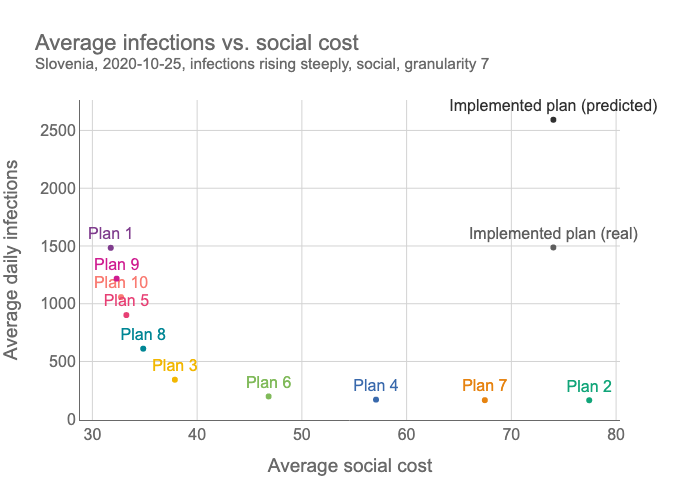 Average infections vs. social cost
Slovenia, 2020-10-25, infections rising steeply, social, granularity 7
Implemented plan (predicted)
2500
2000
Implemented plan (real)
Plan 1
1500
Plan 9
Plan 10
Plan 5
1000
Plan 8
Plan 3
500
Plan 6
Plan 4
Plan 7
Plan 2
0
30 40 50 60 70 80
Average social cost
Average daily infections